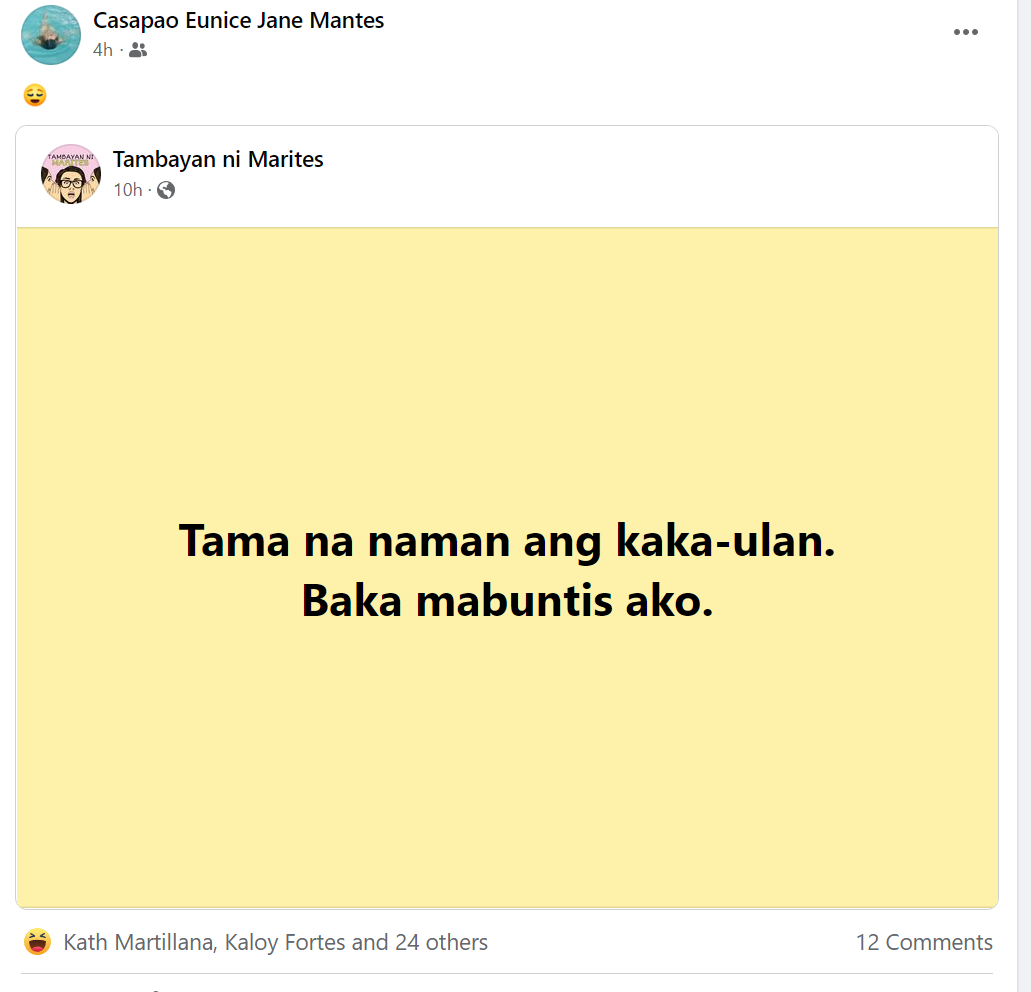 Casapao Eunice Jane Mantes
4h ·
😌
TAMBAYAN NI
MARITES
Tambayan ni Marites
10h ·
Tama na naman ang kaka-ulan.
Baka mabuntis ako.
Kath Martillana, Kaloy Fortes and 24 others
12 Comments